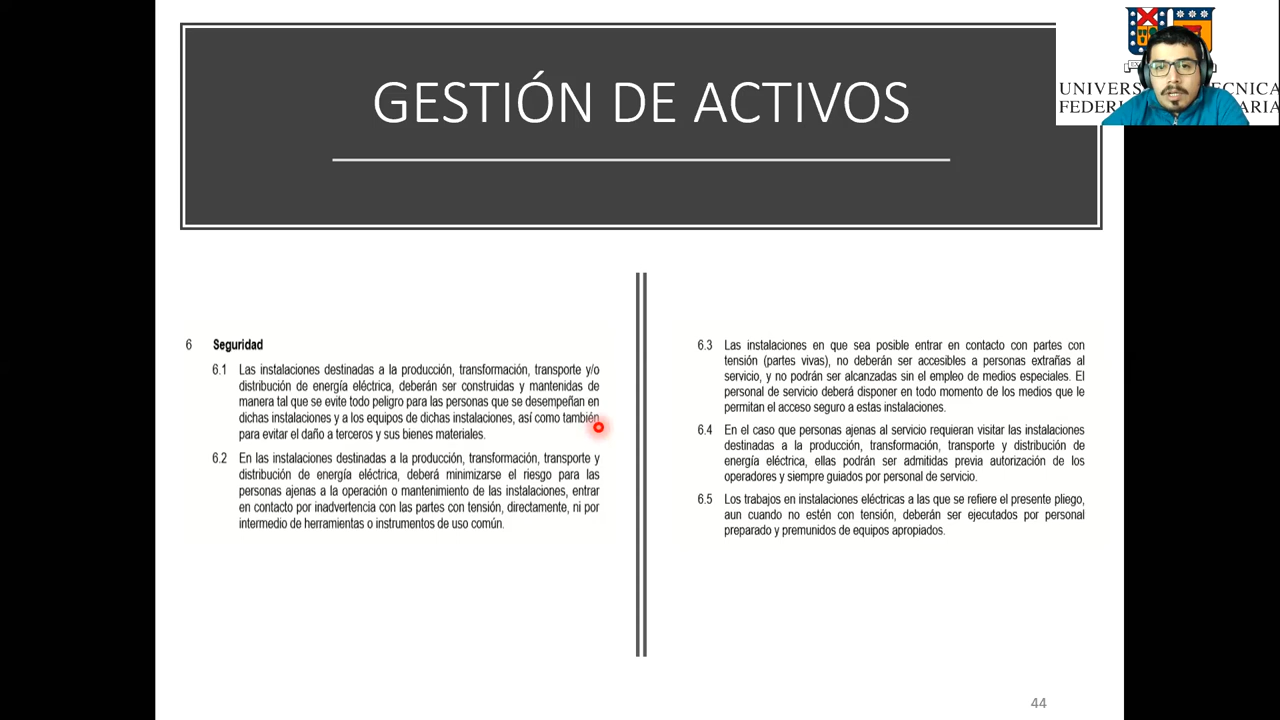 GESTIÓN DE ACTIVOS
UNIVERS TÉCNICA
FEDERI ARIA
6 Seguridad
6.1 Las instalaciones destinadas a la producción, transformación, transporte y/o
distribución de energía eléctrica, deberán ser construidas y mantenidas de
manera tal que se evite todo peligro para las personas que se desempeñan en
dichas instalaciones y a los equipos de dichas instalaciones, así como también
para evitar el daño a terceros y sus bienes materiales.
6.2 En las instalaciones destinadas a la producción, transformación, transporte y
distribución de energía eléctrica, deberá minimizarse el riesgo para las
personas ajenas a la operación o mantenimiento de las instalaciones, entrar
en contacto por inadvertencia con las partes con tensión, directamente, ni por
intermedio de herramientas o instrumentos de uso común.
6.3 Las instalaciones en que sea posible entrar en contacto con partes con
tensión (partes vivas), no deberán ser accesibles a personas extrañas al
servicio, y no podrán ser alcanzadas sin el empleo de medios especiales. El
personal de servicio deberá disponer en todo momento de los medios que le
permitan el acceso seguro a estas instalaciones.
6.4 En el caso que personas ajenas al servicio requieran visitar las instalaciones
destinadas a la producción, transformación, transporte y distribución de
energía eléctrica, ellas podrán ser admitidas previa autorización de los
operadores y siempre guiados por personal de servicio.
6.5 Los trabajos en instalaciones eléctricas a las que se refiere el presente pliego,
aun cuando no estén con tensión, deberán ser ejecutados por personal
preparado y premunidos de equipos apropiados.
44